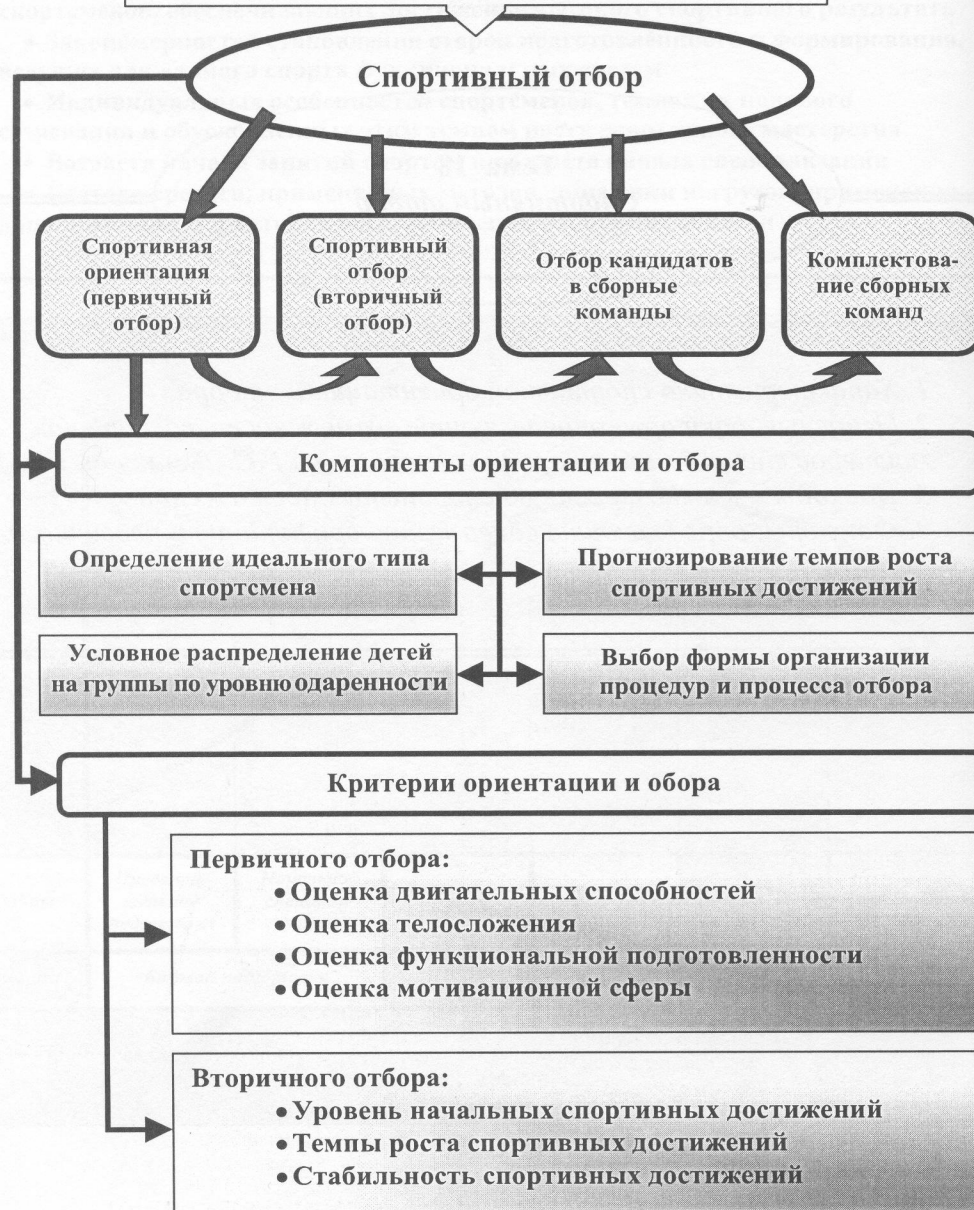 Спортивный отбор
Спортивная
ориентация
(первичный
отбор)
Спортивный
отбор
(вторичный
отбор)
Отбор кандидатов
в сборные
команды
Комплектова-
ние сборных
команд
Компоненты ориентации и отбора
Определение идеального типа
спортсмена
Прогнозирование темпов роста
спортивных достижений
Условное распределение детей
на группы по уровню одаренности
Выбор формы организации
процедур и процесса отбора
Критерии ориентации и обора
Первичного отбора:
• Оценка двигательных способностей
• Оценка телосложения
• Оценка функциональной подготовленности
• Оценка мотивационной сферы
Вторичного отбора:
• Уровень начальных спортивных достижений
• Темпы роста спортивных достижений
• Стабильность спортивных достижений